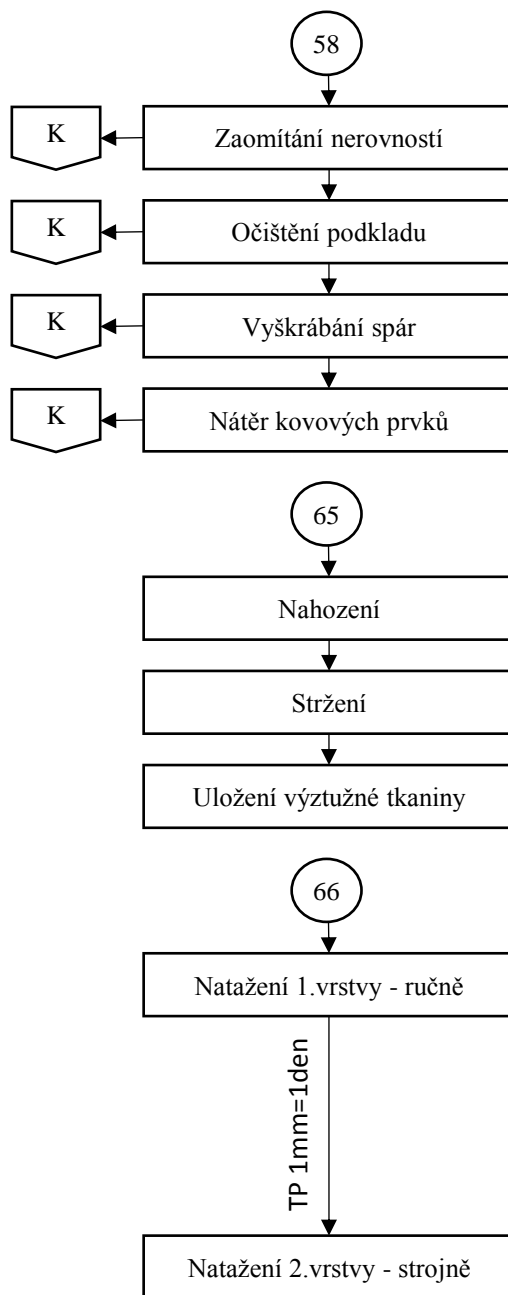 58
K
Zaomítání nerovností
K
Očištění podkladu
K
Vyškrábání spár
K
Nátěr kovových prvků
65
Nahození
Stržení
Uložení výztužné tkaniny
66
Natažení 1.vrstvy - ručně
TP 1mm=1den
Natažení 2.vrstvy - strojně